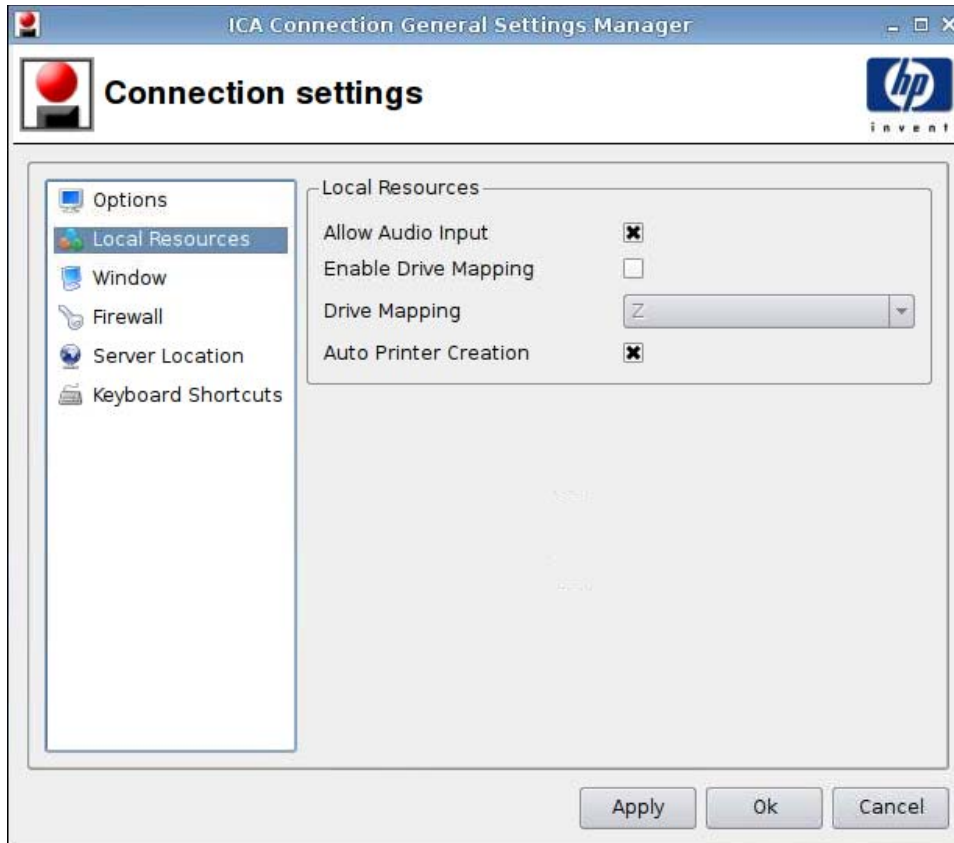 ICA Connection General Settings Manager
Connection settings
hp
invent
Options
Local Resources
Window
Firewall
Server Location
Keyboard Shortcuts
Local Resources
Allow Audio Input
Enable Drive Mapping
Drive Mapping Z
Auto Printer Creation
Apply Ok Cancel